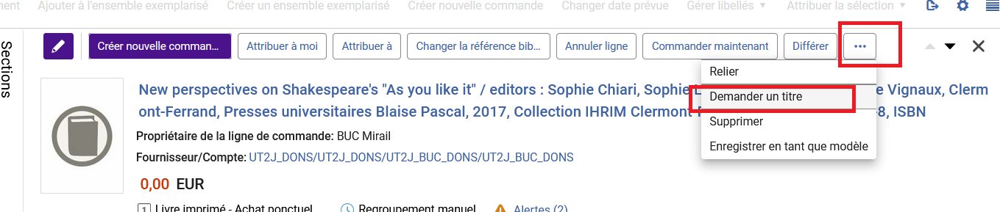 ment Ajouter à l'ensemble exemplarisé Créer un ensemble exemplarisé Créer nouvelle commande Changer date prévue Gérer libellés Attribuer la sélection
Sections
Créer nouvelle comman... Attribuer à moi Attribuer à Changer la référence bib... Annuler ligne Commander maintenant Différer ...
Relier
Demander un titre
Supprimer
Enregistrer en tant que modèle
New perspectives on Shakespeare's "As you like it" / editors : Sophie Chiari, Sophie Vignaux, Clerm
ont-Ferrand, Presses universitaires Blaise Pascal, 2017, Collection IHRIM Clermont -8, ISBN
Propriétaire de la ligne de commande: BUC Mirail
Fournisseur/Compte: UT2J_DONS/UT2J_DONS/UT2J_BUC_DONS/UT2J_BUC_DONS
0,00 EUR
1 Livre imprimé - Achat ponctuel Regroupement manuel Alertes (2)